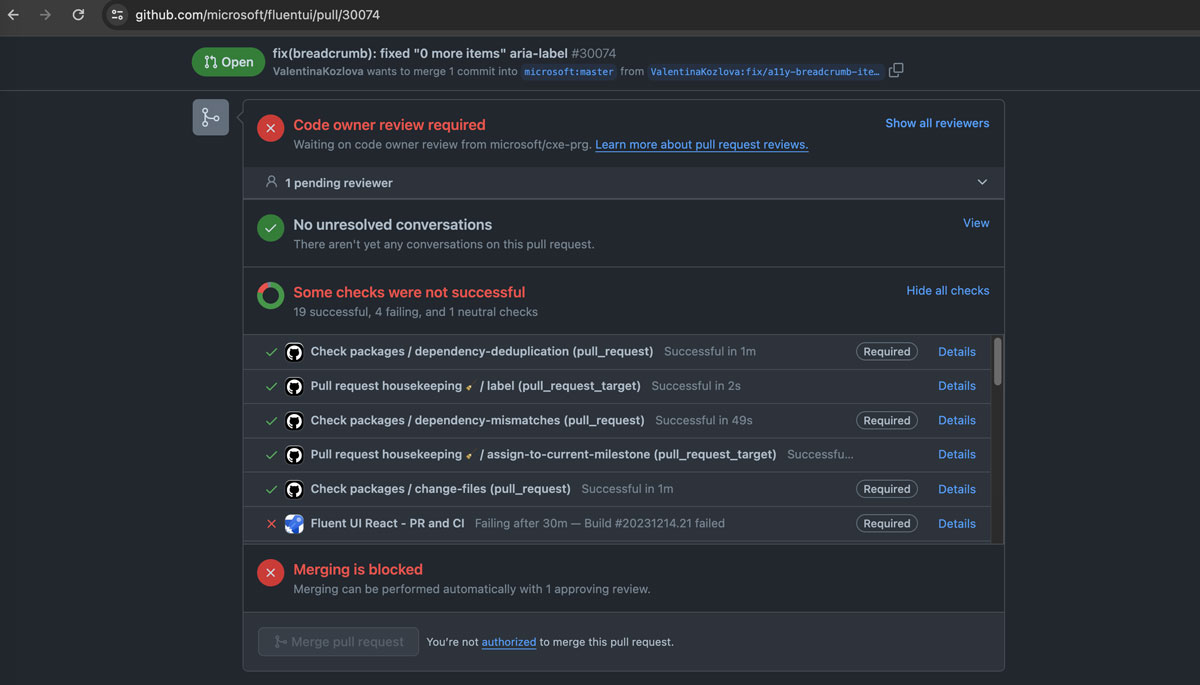 github.com/microsoft/fluentui/pull/30074
Open
fix(breadcrumb): fixed "0 more items" aria-label #30074
ValentinaKozlova wants to merge 1 commit into microsoft:master from ValentinaKozlova:fix/a11y-breadcrumb-ite…
Code owner review required
Show all reviewers
Waiting on code owner review from microsoft/cxe-prg. Learn more about pull request reviews.
1 pending reviewer
No unresolved conversations
View
There aren't yet any conversations on this pull request.
Some checks were not successful
Hide all checks
19 successful, 4 failing, and 1 neutral checks
Check packages / dependency-deduplication (pull_request) Successful in 1m Required Details
Pull request housekeeping / label (pull_request_target) Successful in 2s Details
Check packages / dependency-mismatches (pull_request) Successful in 49s Required Details
Pull request housekeeping / assign-to-current-milestone (pull_request_target) Successfu… Details
Check packages / change-files (pull_request) Successful in 1m Required Details
Fluent UI React - PR and CI Failing after 30m — Build #20231214.21 failed Required Details
Merging is blocked
Merging can be performed automatically with 1 approving review.
Merge pull request You're not authorized to merge this pull request.